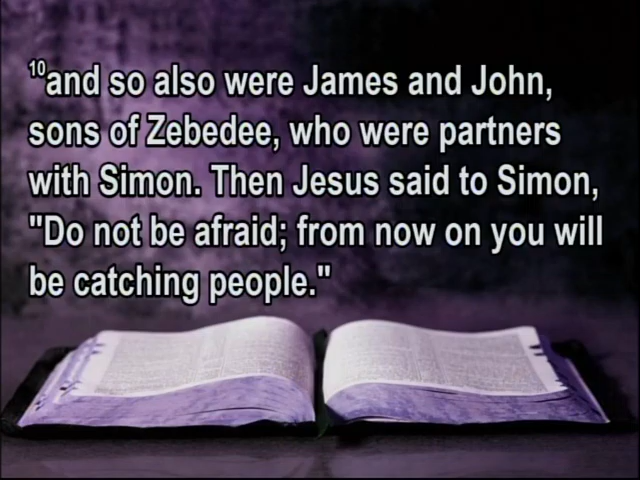 10and so also were James and John,
sons of Zebedee, who were partners
with Simon. Then Jesus said to Simon,
"Do not be afraid; from now on you will
be catching people."